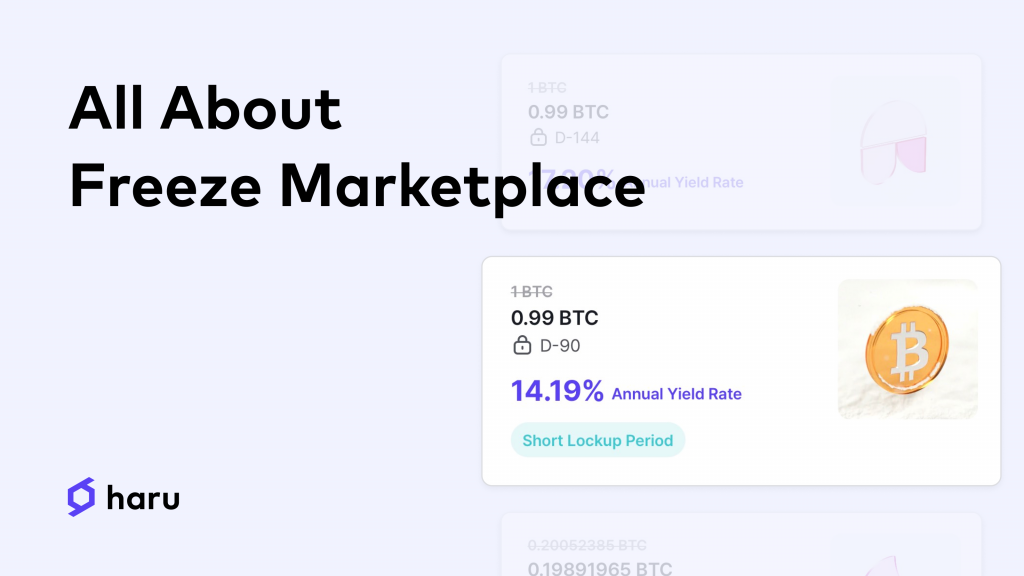 All About
Freeze Marketplace
1 BTC
0.99 BTC
D-144
Annual Yield Rate
1 BTC
0.99 BTC
D-90
14.19% Annual Yield Rate
Short Lockup Period
0.20052385 BTC
0.19891965 BTC
haru